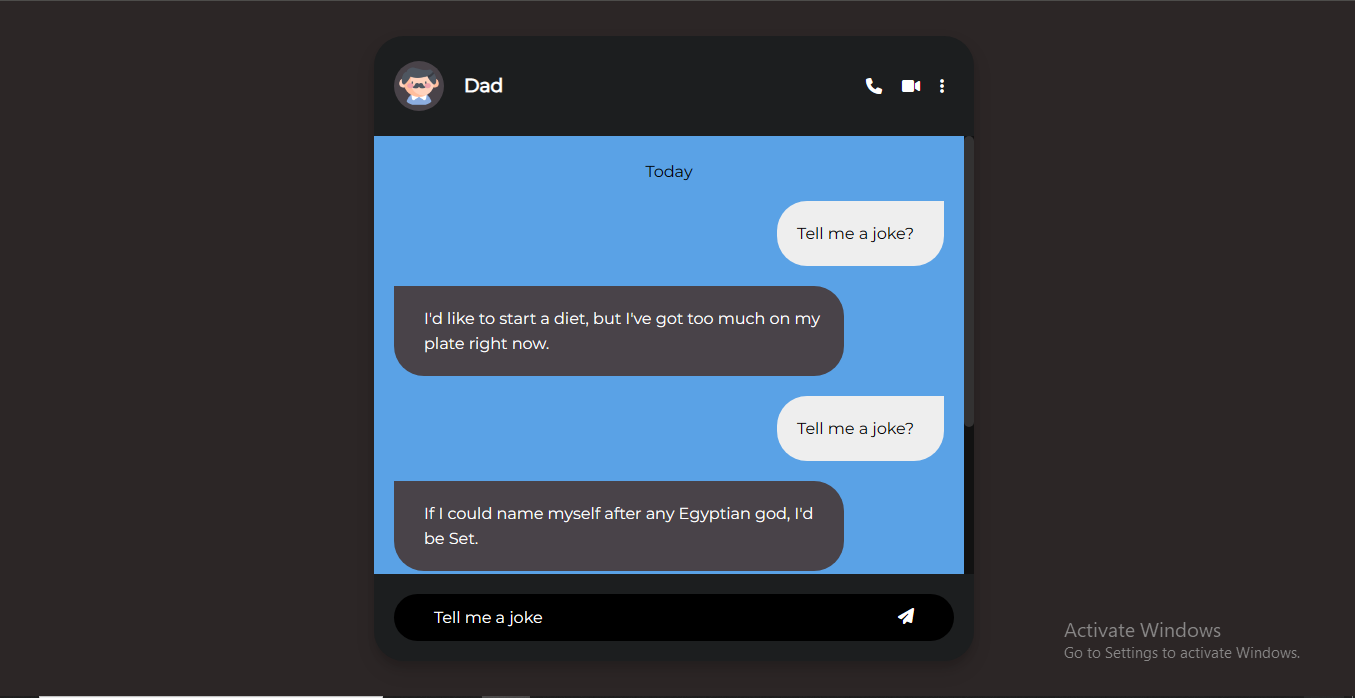 Dad
Today
Tell me a joke?
I'd like to start a diet, but I've got too much on my
plate right now.
Tell me a joke?
If I could name myself after any Egyptian god, I'd
be Set.
Tell me a joke
Activate Windows
Go to Settings to activate Windows.